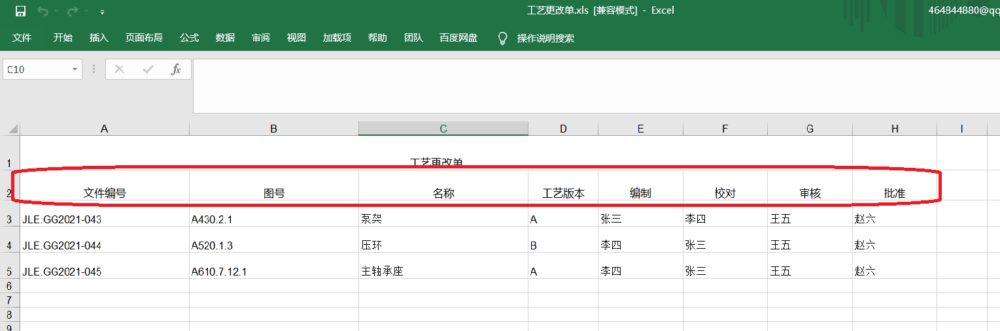 工艺更改单.xls [兼容模式] - Excel
464844880@qq
文件 开始 插入 页面布局 公式 数据 审阅 视图 加载项 帮助 团队 百度网盘 操作说明搜索
C10 fx
A B C D E F G H I
1 工艺更改单
2 文件编号 图号 名称 工艺版本 编制 校对 审核 批准
3 JLE.GG2021-043 A430.2.1 泵架 A 张三 李四 王五 赵六
4 JLE.GG2021-044 A520.1.3 压环 B 李四 张三 王五 赵六
5 JLE.GG2021-045 A610.7.12.1 主轴承座 A 李四 张三 王五 赵六
6
7
8
9